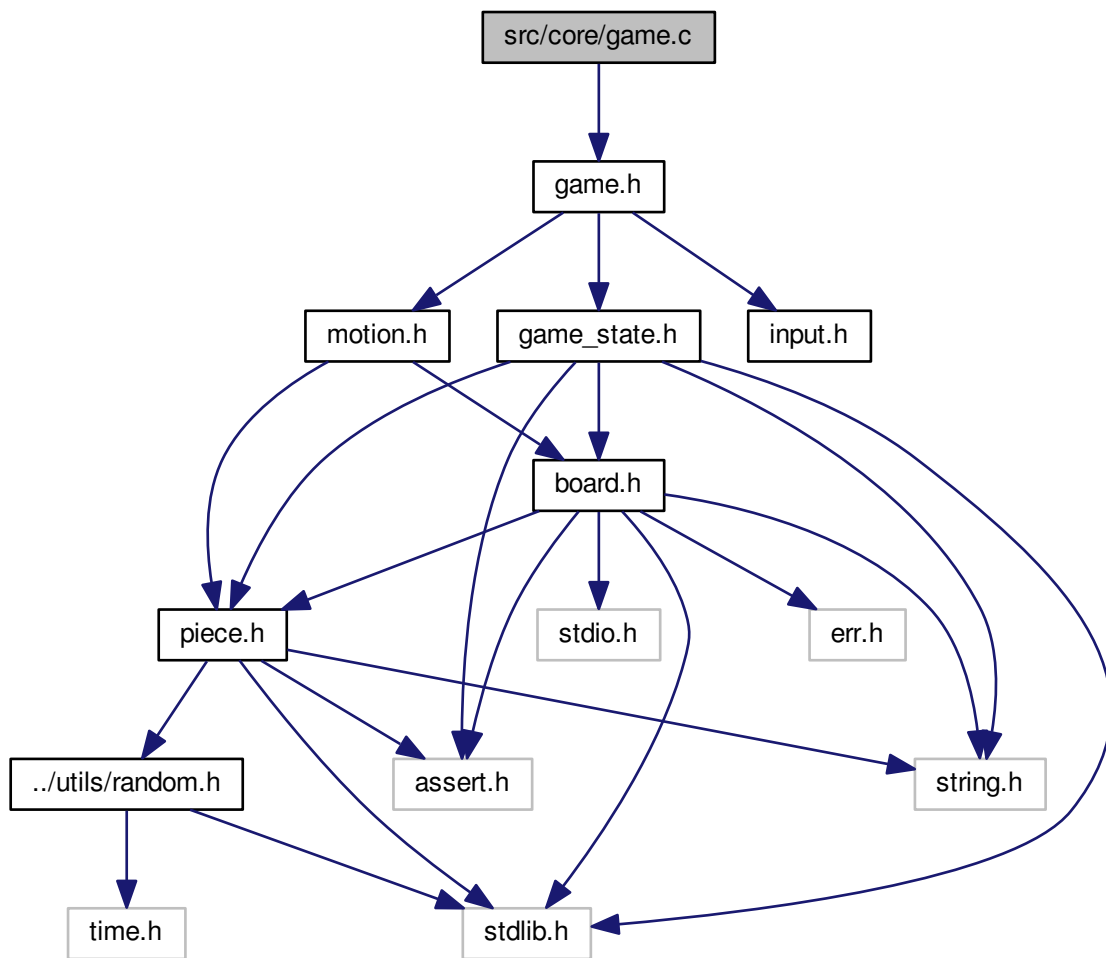 src/core/game.c
game.h
motion.h
game_state.h
input.h
board.h
piece.h
stdio.h
err.h
../utils/random.h
assert.h
string.h
time.h
stdlib.h